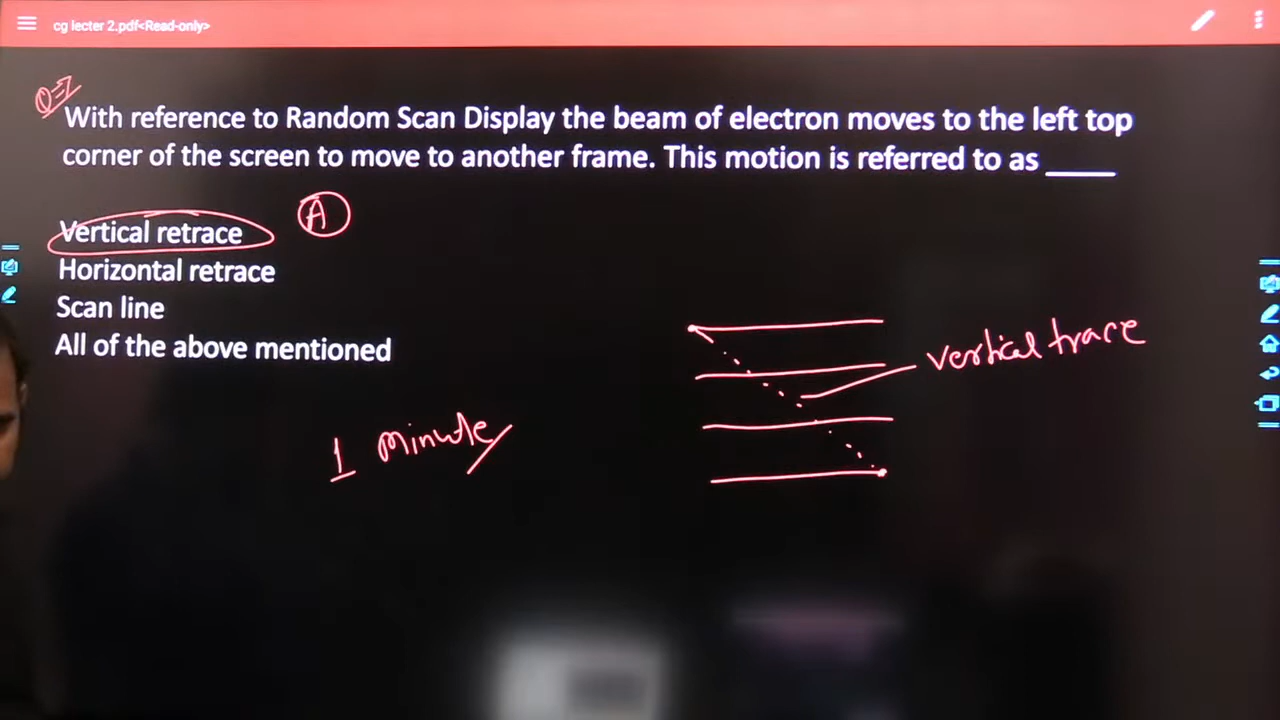 cg lecter 2.pdf<Read-only>
Q=1
With reference to Random Scan Display the beam of electron moves to the left top
corner of the screen to move to another frame. This motion is referred to as _____
Vertical retrace
A
Horizontal retrace
Scan line
All of the above mentioned
vertical trace
1 minute